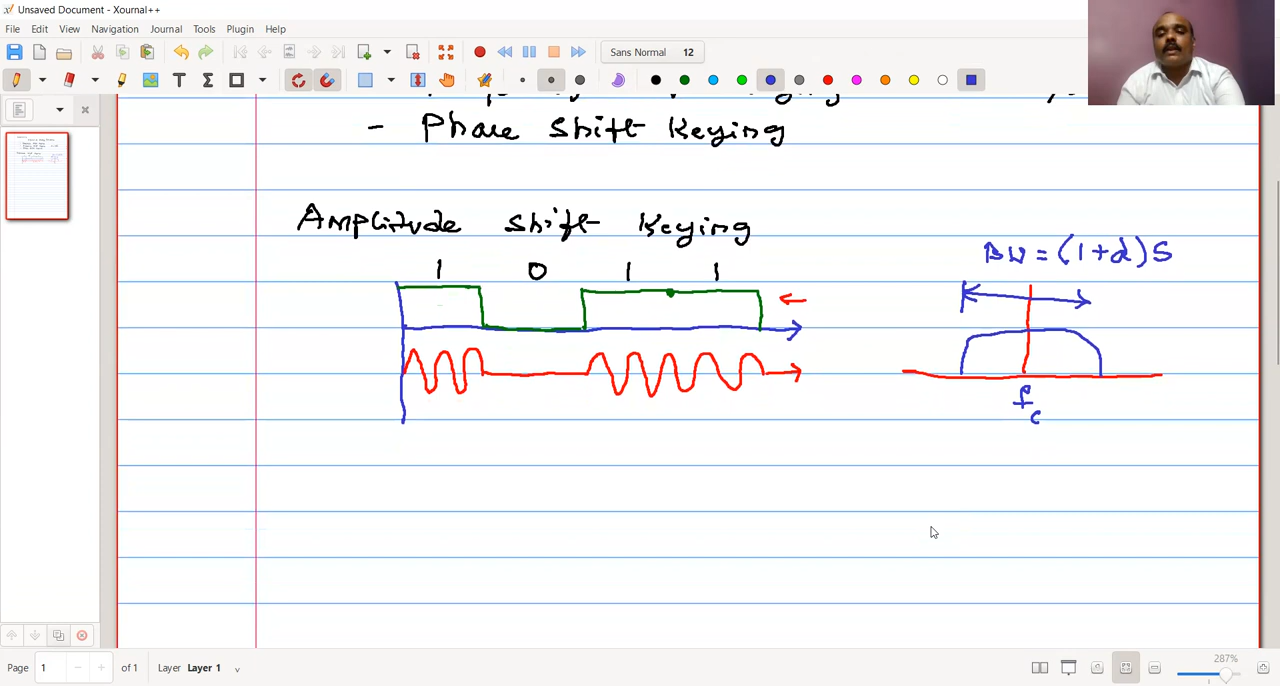 Unsaved Document - Xournal++
File Edit View Navigation Journal Tools Plugin Help
Sans Normal 12
- Phase Shift Keying
Amplitude Shift Keying
BW = (1+d) S
1 0 1 1
fc
Page 1 of 1 Layer Layer 1 287%